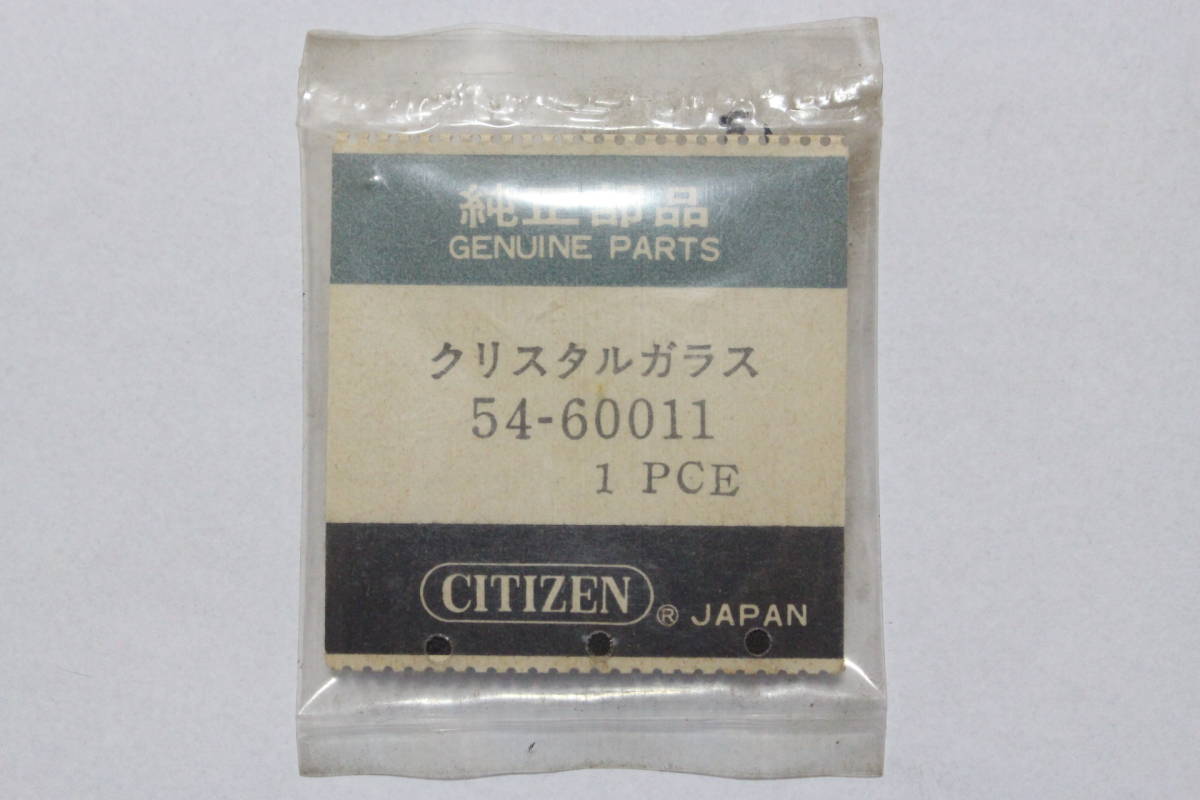 純正部品
GENUINE PARTS
クリスタルガラス
54-60011
1 PCE
CITIZEN ® JAPAN